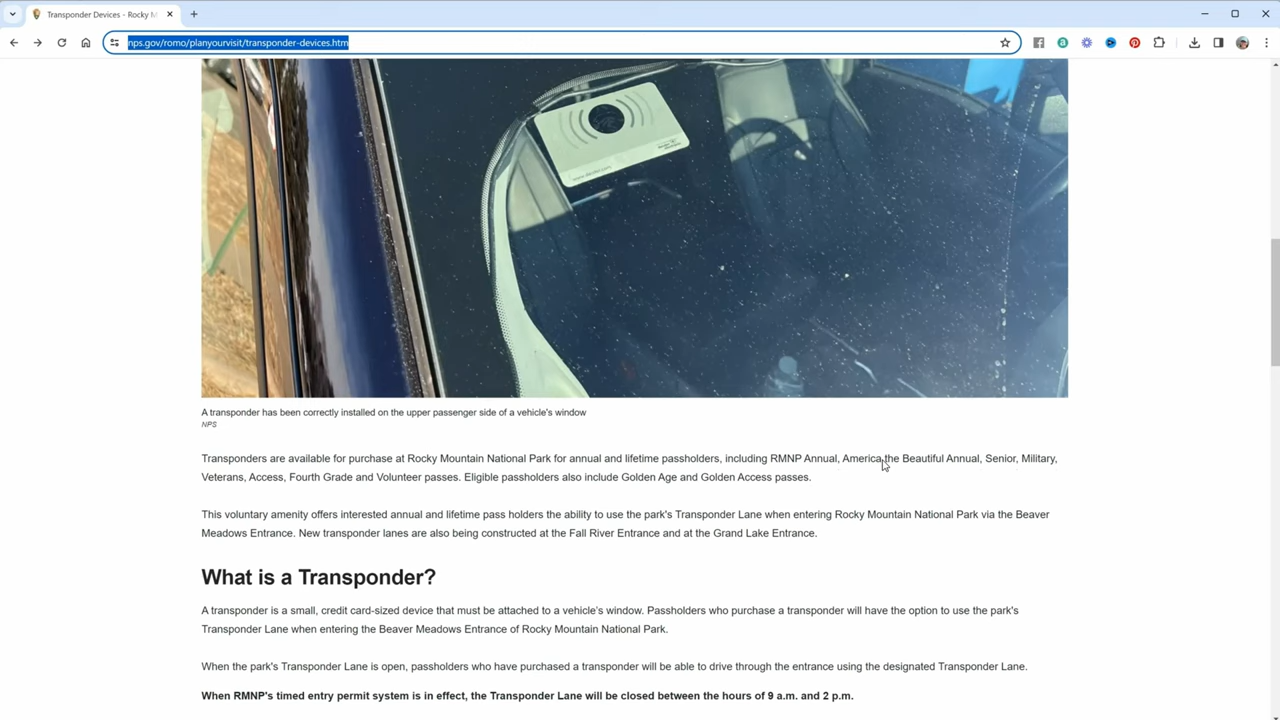 Transponder Devices - Rocky M
nps.gov/romo/planyourvisit/transponder-devices.htm
A transponder has been correctly installed on the upper passenger side of a vehicle's window
NPS
Transponders are available for purchase at Rocky Mountain National Park for annual and lifetime passholders, including RMNP Annual, America the Beautiful Annual, Senior, Military,
Veterans, Access, Fourth Grade and Volunteer passes. Eligible passholders also include Golden Age and Golden Access passes.
This voluntary amenity offers interested annual and lifetime pass holders the ability to use the park's Transponder Lane when entering Rocky Mountain National Park via the Beaver
Meadows Entrance. New transponder lanes are also being constructed at the Fall River Entrance and at the Grand Lake Entrance.
What is a Transponder?
A transponder is a small, credit card-sized device that must be attached to a vehicle's window. Passholders who purchase a transponder will have the option to use the park's
Transponder Lane when entering the Beaver Meadows Entrance of Rocky Mountain National Park.
When the park's Transponder Lane is open, passholders who have purchased a transponder will be able to drive through the entrance using the designated Transponder Lane.
When RMNP's timed entry permit system is in effect, the Transponder Lane will be closed between the hours of 9 a.m. and 2 p.m.